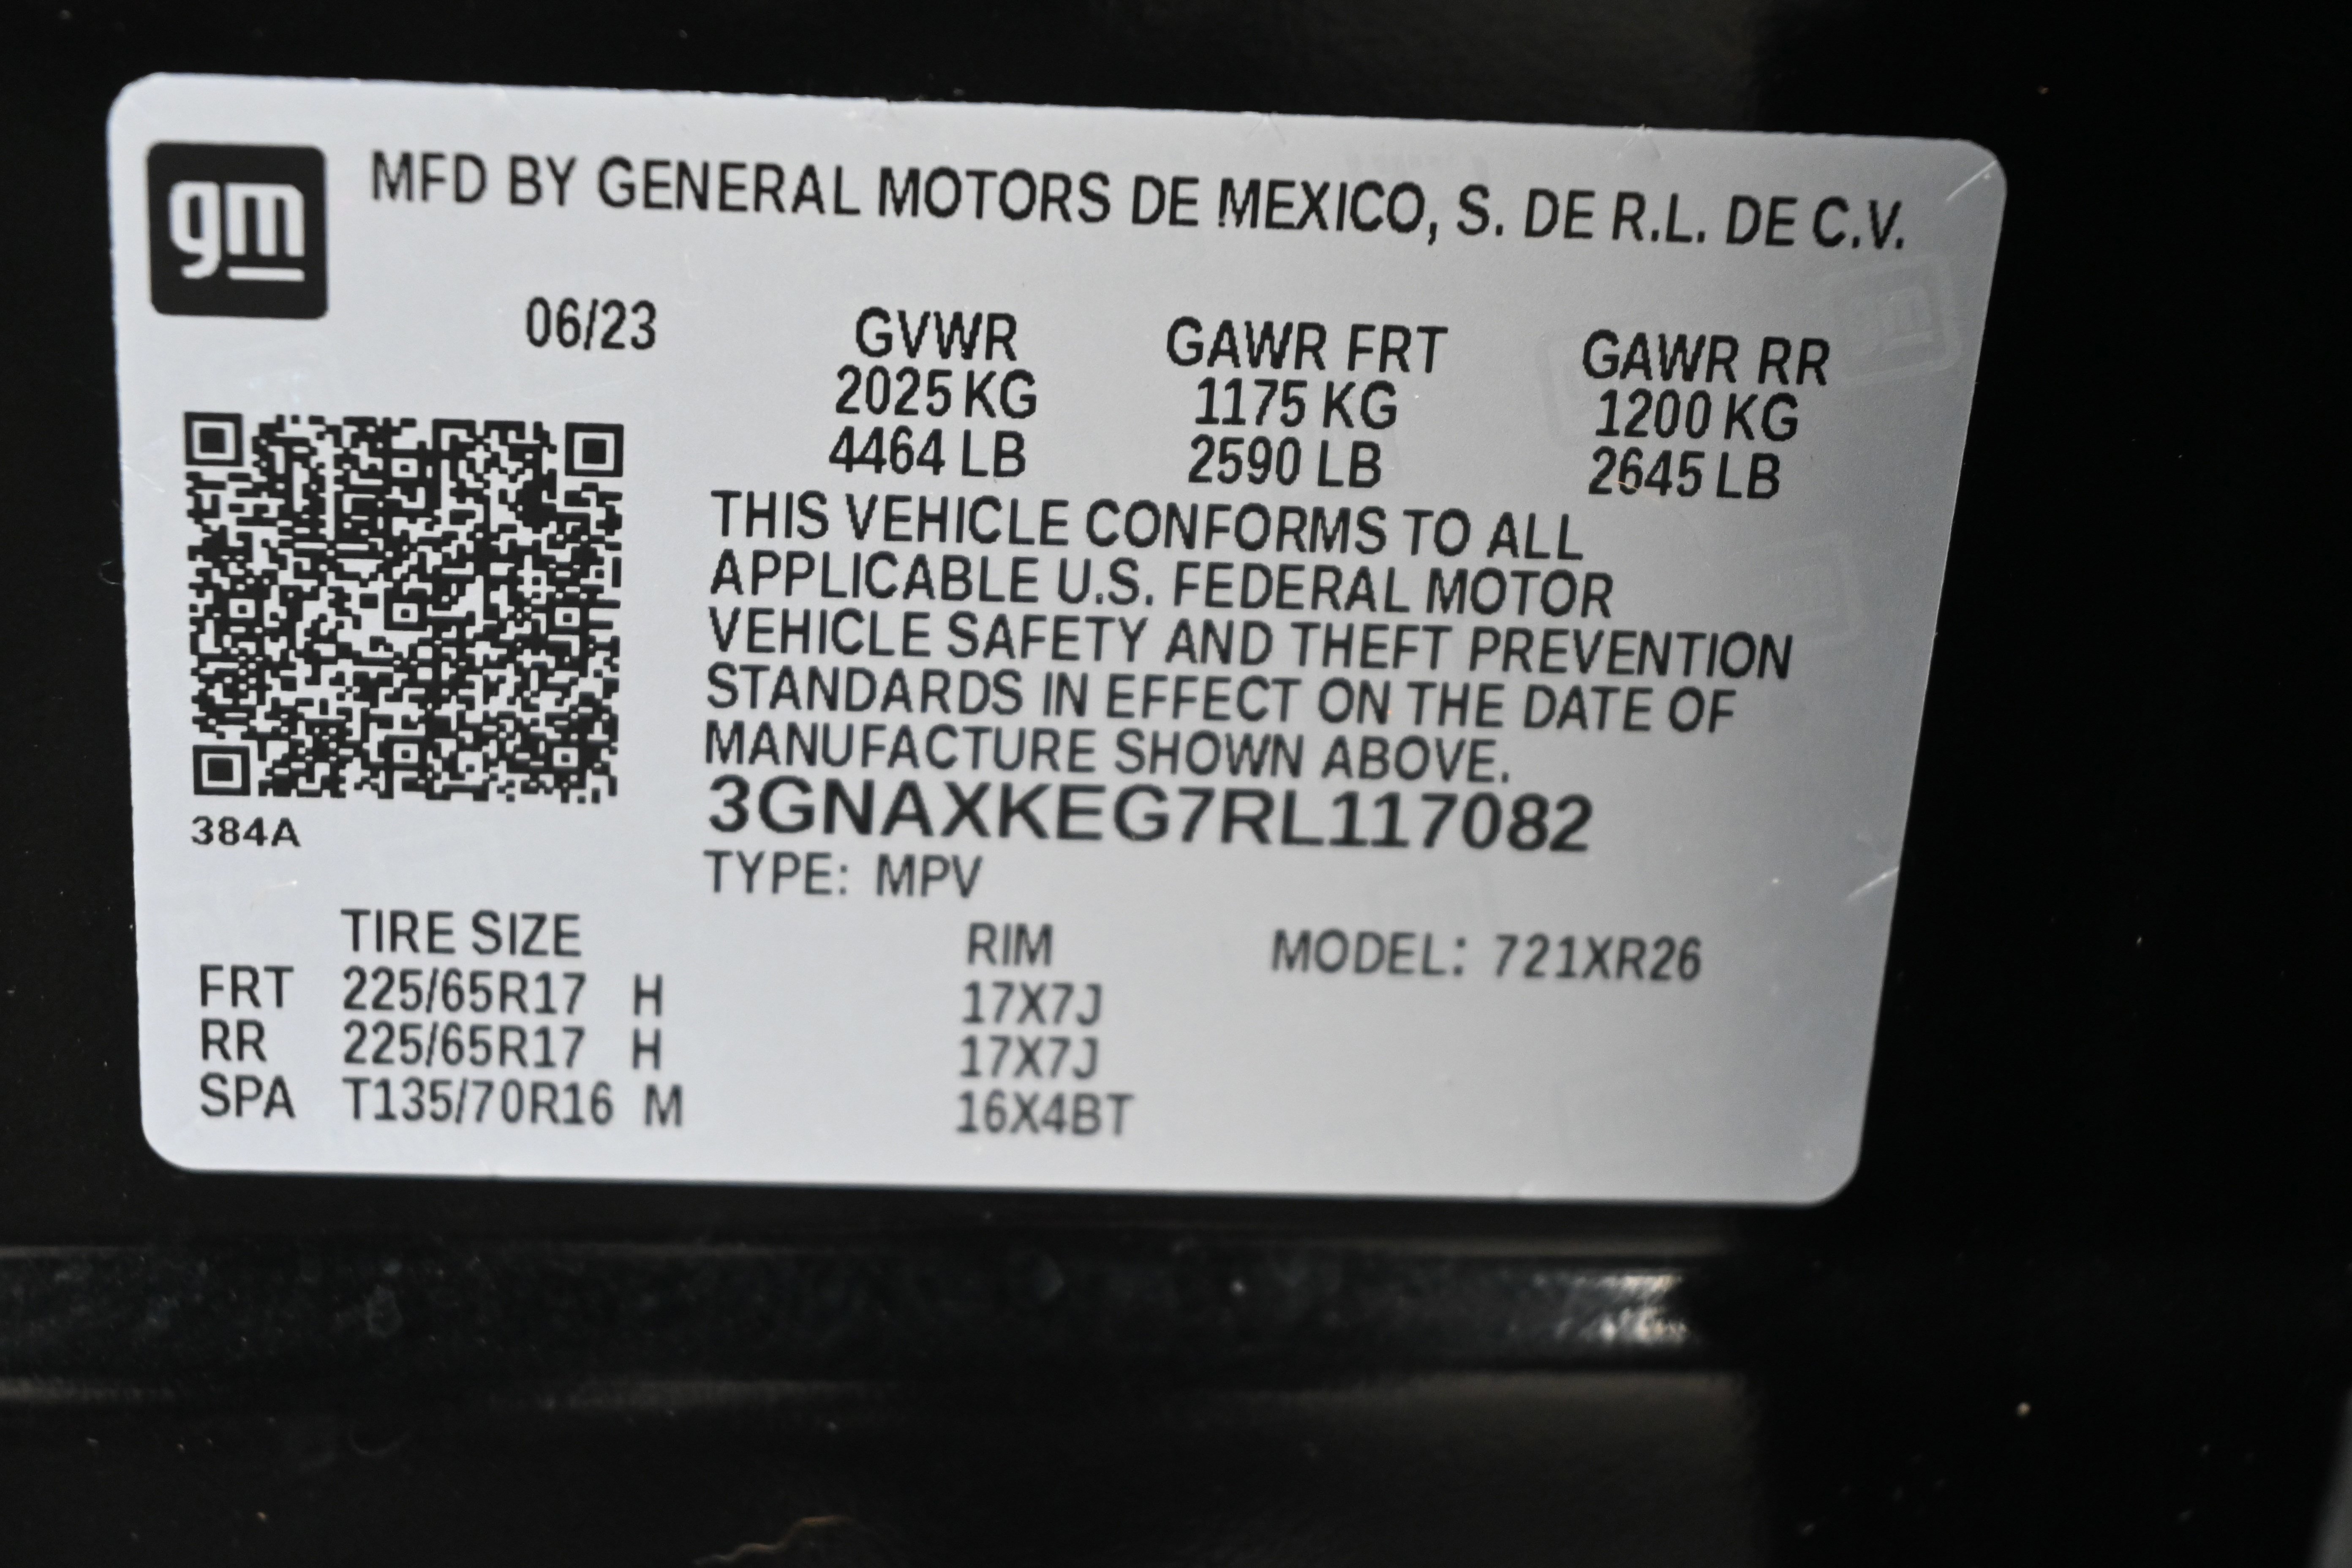 gm
MFD BY GENERAL MOTORS DE MEXICO, S. DE R.L. DE C.V.
06/23 GVWR GAWR FRT GAWR RR
2025 KG 1175 KG 1200 KG
4464 LB 2590 LB 2645 LB
THIS VEHICLE CONFORMS TO ALL
APPLICABLE U.S. FEDERAL MOTOR
VEHICLE SAFETY AND THEFT PREVENTION
STANDARDS IN EFFECT ON THE DATE OF
MANUFACTURE SHOWN ABOVE.
3GNAXKEG7RL117082
384A
TYPE: MPV
TIRE SIZE RIM MODEL: 721XR26
FRT 225/65R17 H 17X7J
RR 225/65R17 H 17X7J
SPA T135/70R16 M 16X4BT